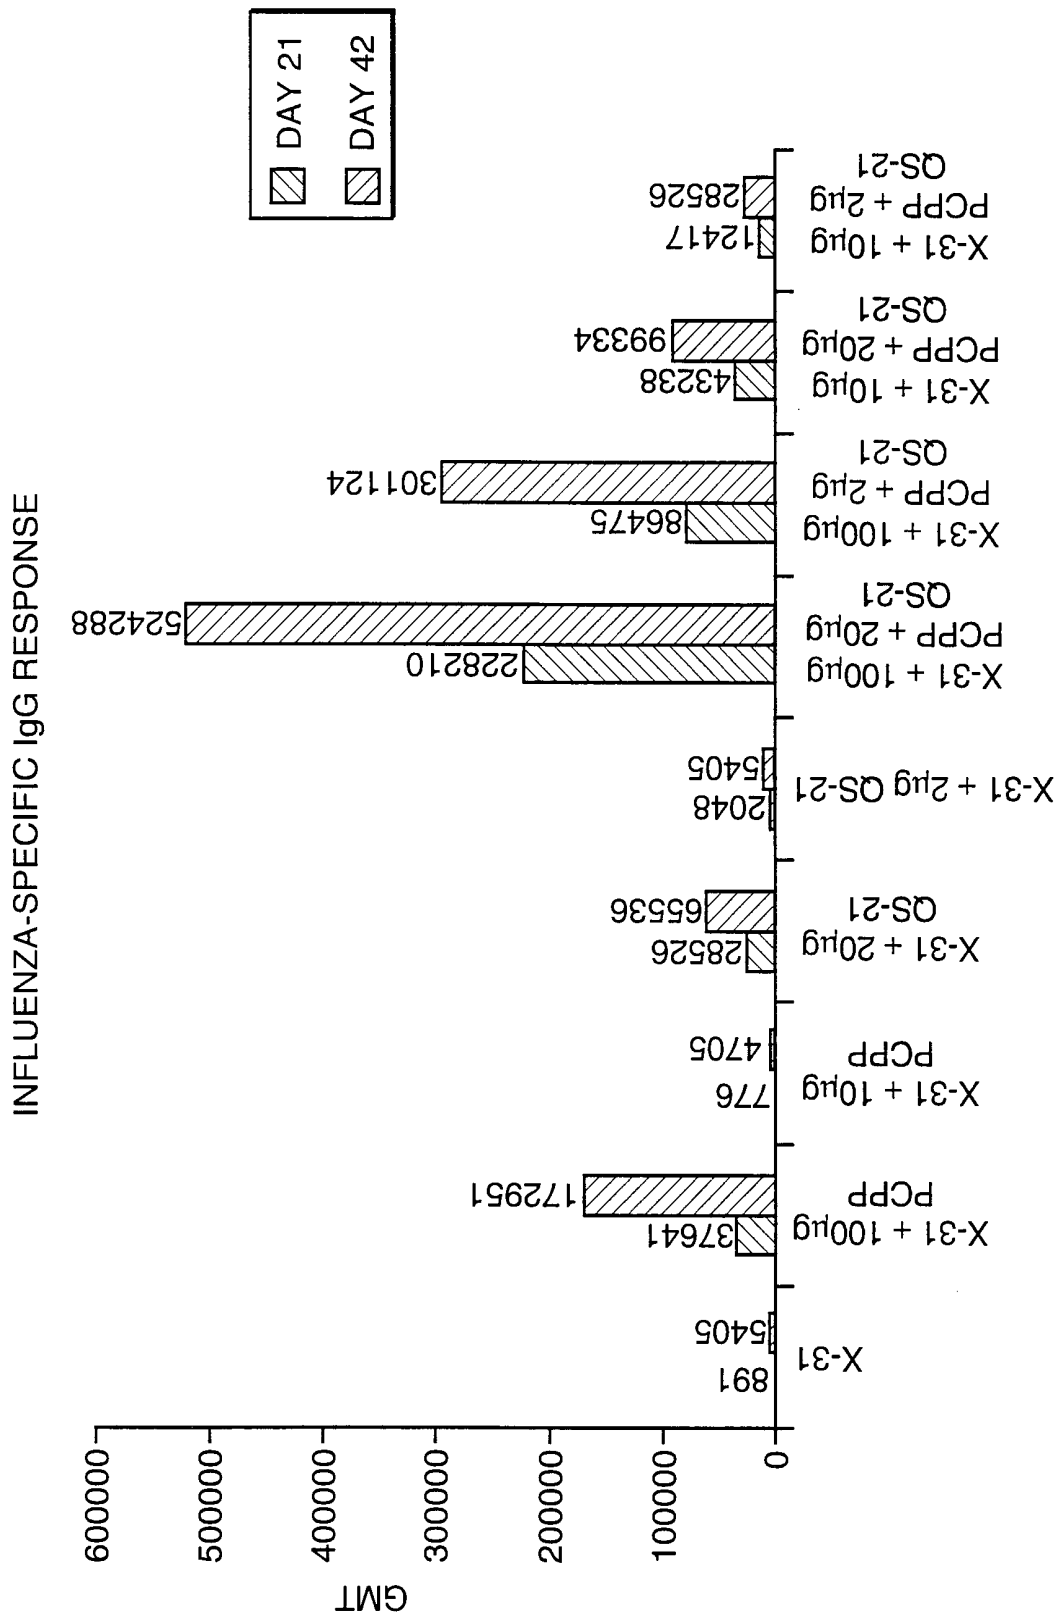 INFLUENZA-SPECIFIC IgG RESPONSE
DAY 21
DAY 42
GMT
600000
500000
400000
300000
200000
100000
0
891
5405
37641
172951
776
4705
28526
65536
2048
5405
228210
524288
86475
301124
43238
99334
12417
28526
X-31
X-31 + 100µg
PCPP
X-31 + 10µg
PCPP
X-31 + 20µg
QS-21
X-31 + 2µg QS-21
X-31 + 100µg
PCPP + 20µg
QS-21
X-31 + 100µg
PCPP + 2µg
QS-21
X-31 + 10µg
PCPP + 20µg
QS-21
X-31 + 10µg
PCPP + 2µg
QS-21